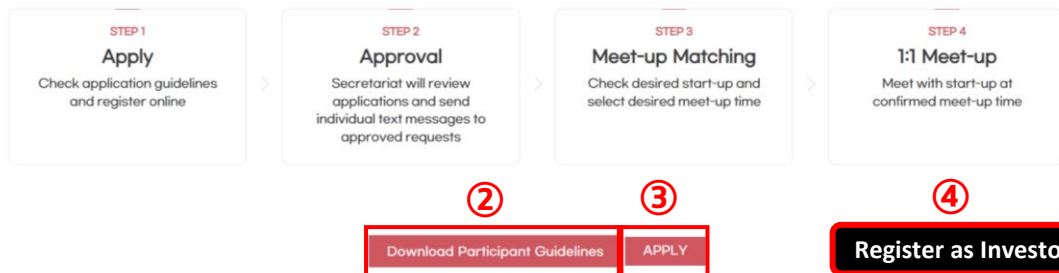 STEP 1
Apply
Check application guidelines
and register online
STEP 2
Approval
Secretariat will review
applications and send
individual text messages to
approved requests
STEP 3
Meet-up Matching
Check desired start-up and
select desired meet-up time
STEP 4
1:1 Meet-up
Meet with start-up at
confirmed meet-up time
② ③ ④
Download Participant Guidelines APPLY Register as Investo